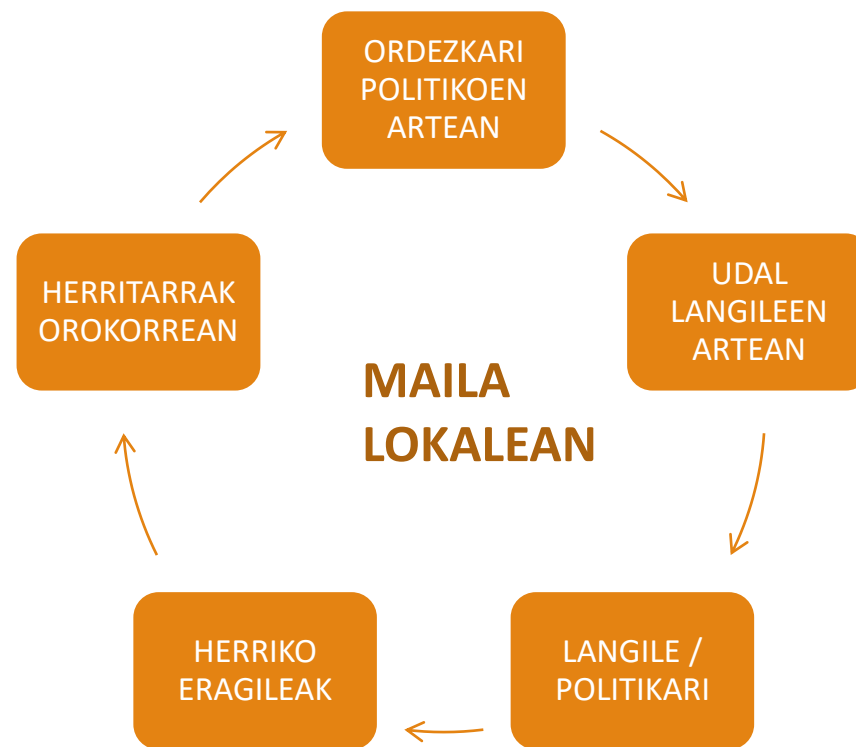 ORDEZKARI
POLITIKOEN
ARTEAN
UDAL
LANGILEEN
ARTEAN
LANGILE /
POLITIKARI
HERRIKO
ERAGILEAK
HERRITARRAK
OROKORREAN
MAILA
LOKALEAN